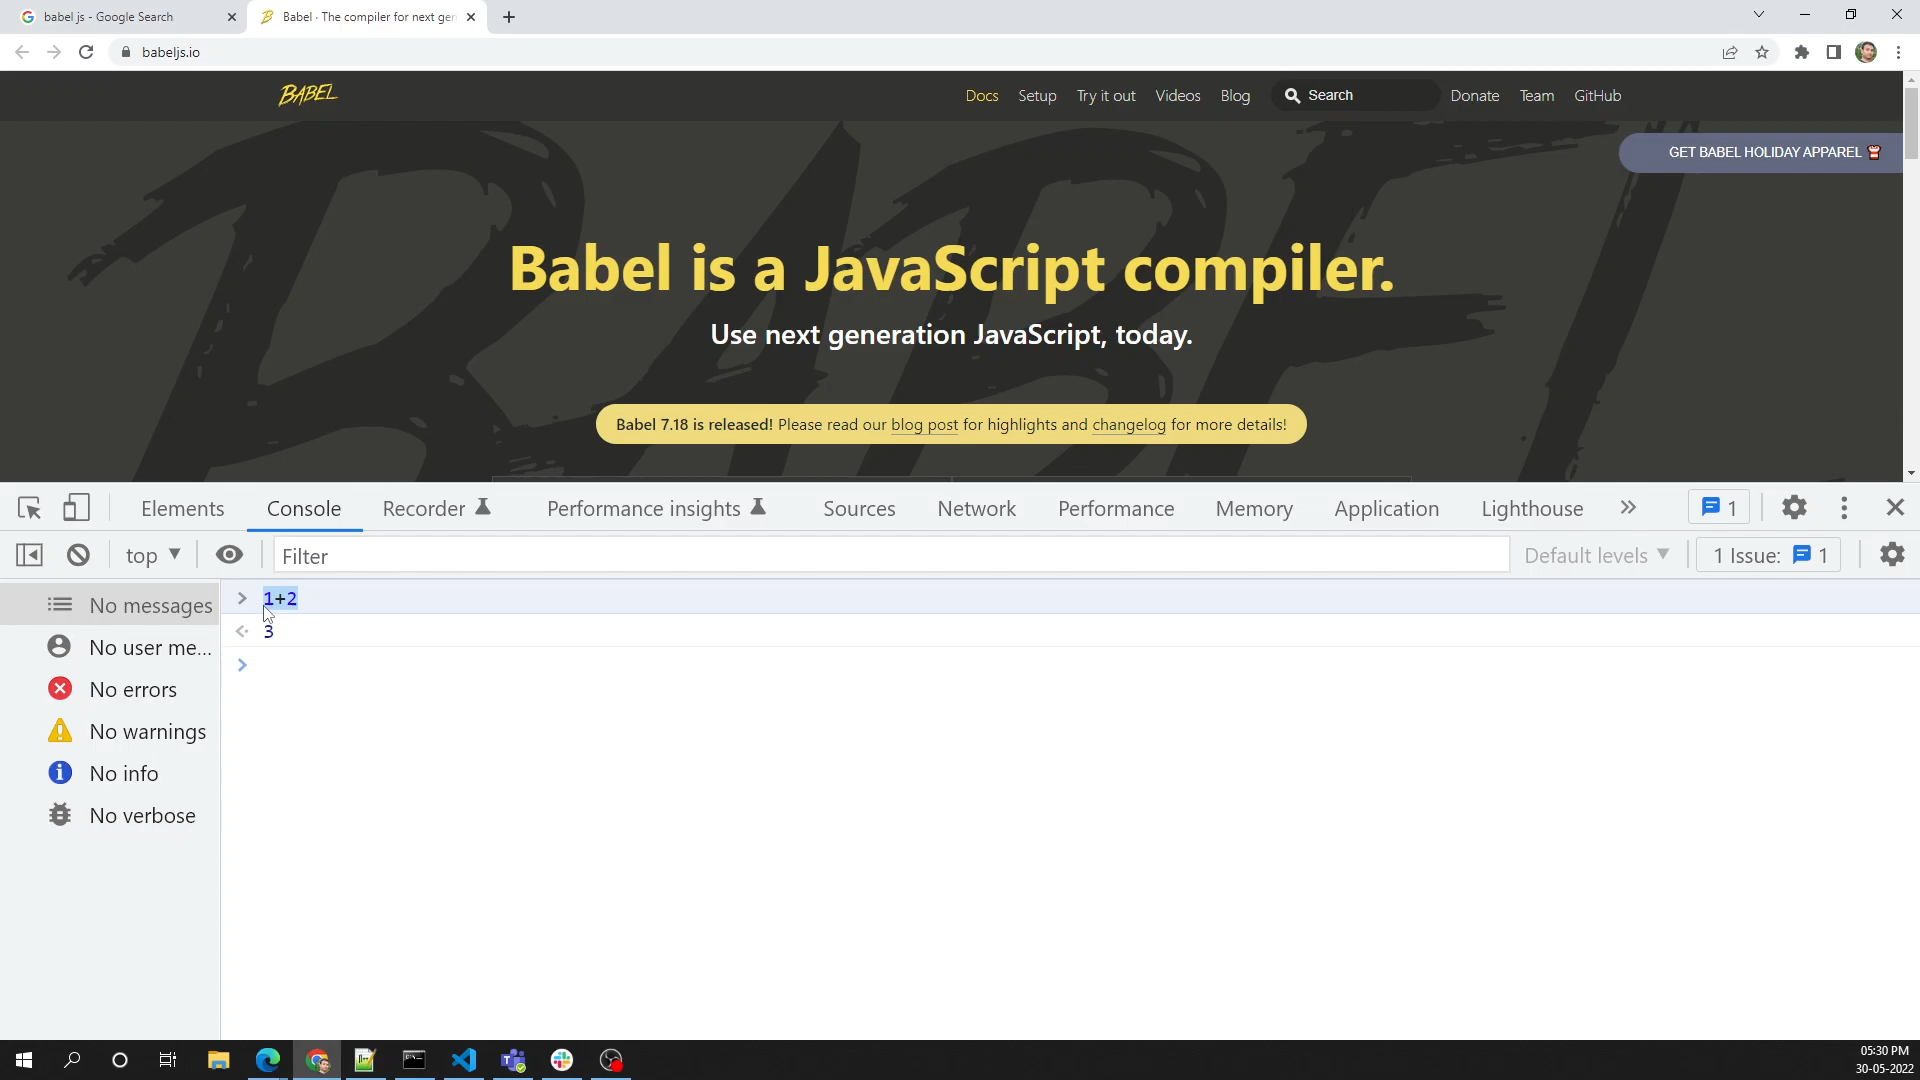 babel js - Google Search
Babel · The compiler for next gen
babeljs.io
BABEL
Docs
Setup
Try it out
Videos
Blog
Search
Donate
Team
GitHub
GET BABEL HOLIDAY APPAREL
Babel is a JavaScript compiler.
Use next generation JavaScript, today.
Babel 7.18 is released! Please read our blog post for highlights and changelog for more details!
Elements
Console
Recorder
Performance insights
Sources
Network
Performance
Memory
Application
Lighthouse
1
top
Filter
Default levels
1 Issue: 1
No messages
No user me...
No errors
No warnings
No info
No verbose
1+2
3
05:30 PM
30-05-2022